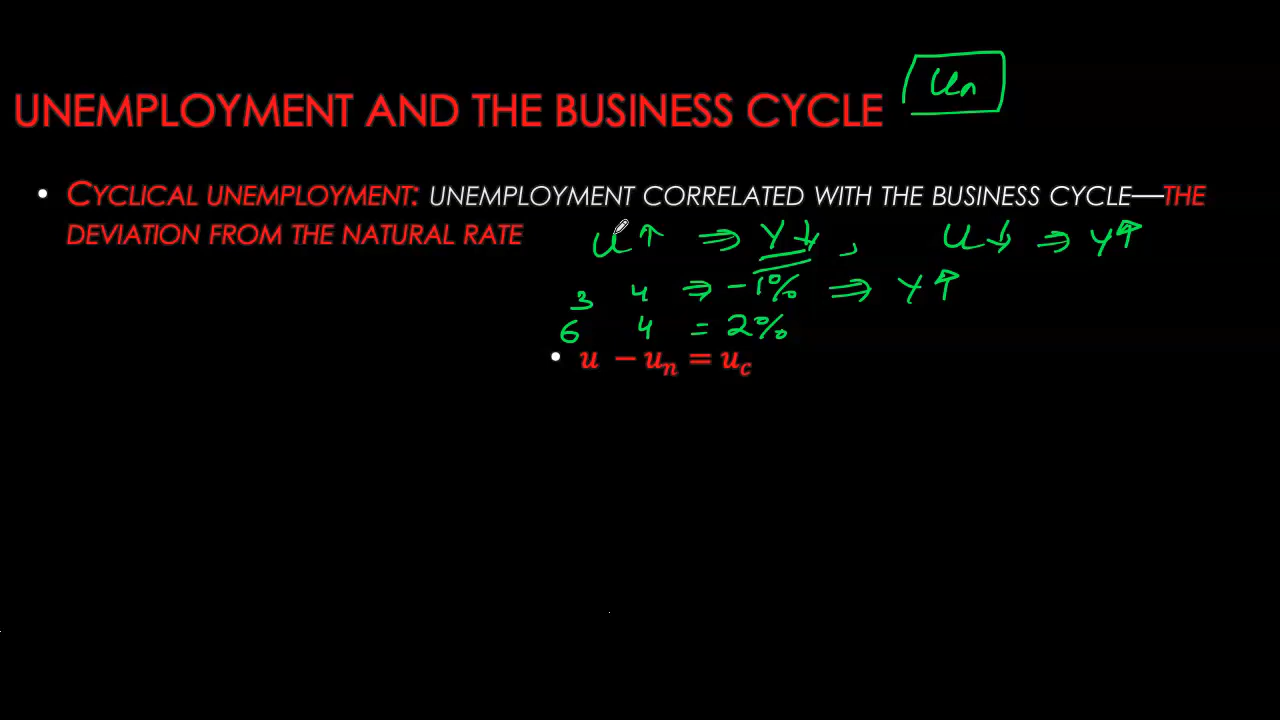 uₙ
UNEMPLOYMENT AND THE BUSINESS CYCLE
• CYCLICAL UNEMPLOYMENT: UNEMPLOYMENT CORRELATED WITH THE BUSINESS CYCLE—THE
DEVIATION FROM THE NATURAL RATE
u ↑ ⇒ Y ↓ , u ↓ ⇒ Y ↑
3 4 ⇒ -1% ⇒ Y ↑
6 4 = 2%
• u − uₙ = u_c